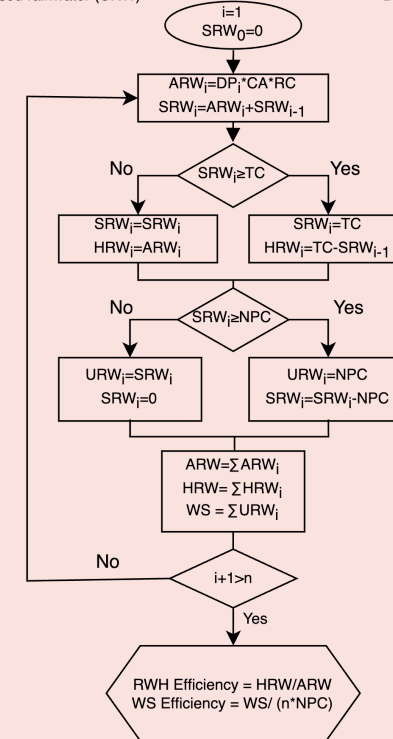 i=1
SRW₀=0
ARWᵢ=DPᵢ*CA*RC
SRWᵢ=ARWᵢ+SRWᵢ₋₁
No
SRWᵢ≥TC
Yes
SRWᵢ=SRWᵢ
HRWᵢ=ARWᵢ
SRWᵢ=TC
HRWᵢ=TC-SRWᵢ₋₁
No
SRWᵢ≥NPC
Yes
URWᵢ=SRWᵢ
SRWᵢ=0
URWᵢ=NPC
SRWᵢ=SRWᵢ-NPC
ARW=∑ARWᵢ
HRW= ∑HRWᵢ
WS = ∑URWᵢ
No
i+1>n
Yes
RWH Efficiency = HRW/ARW
WS Efficiency = WS/ (n*NPC)